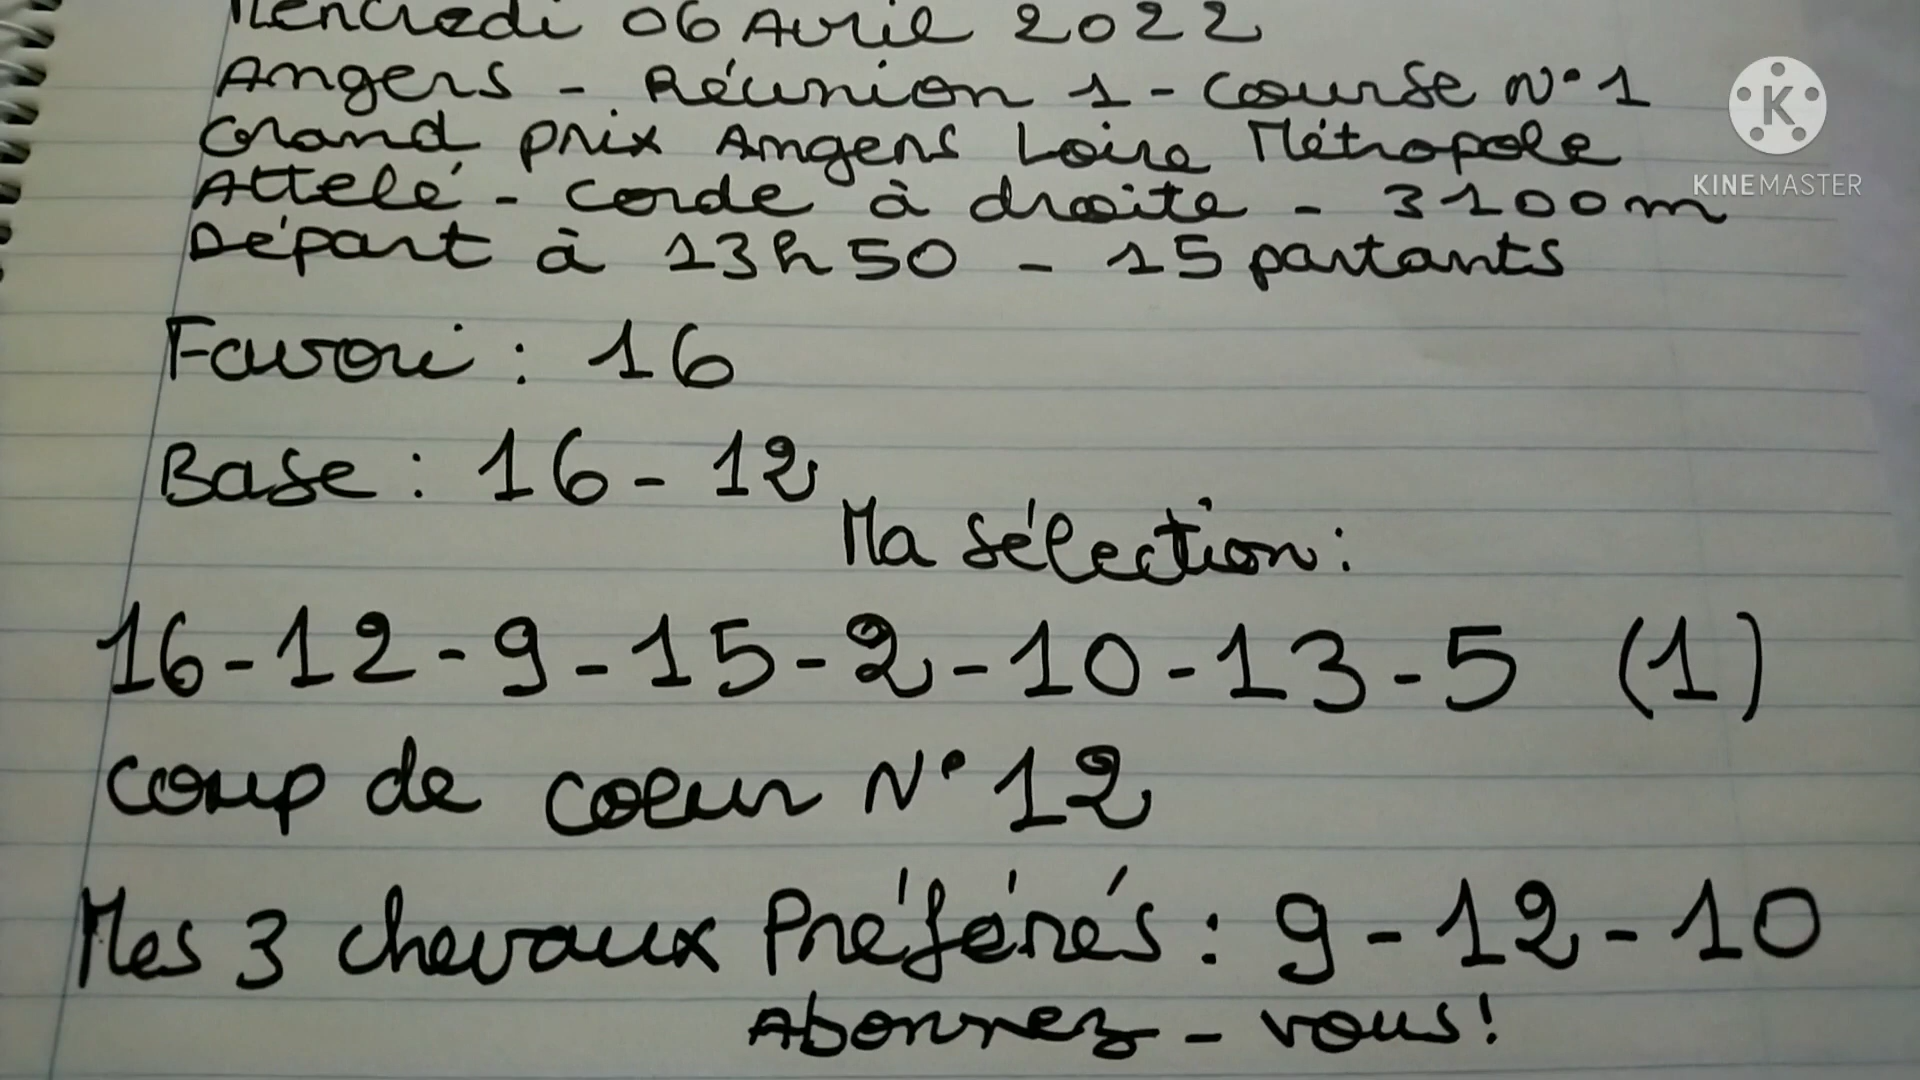 Mercredi 06 Avril 2022
Angers - Réunion 1 - Course N°1
Grand prix Angers Loire Métropole
Attelé - Corde à droite - 3100m
Départ à 13h50 - 15 partants
Favori : 16
Base : 16 - 12
Ma sélection :
16 - 12 - 9 - 15 - 2 - 10 - 13 - 5 (1)
Coup de coeur N° 12
Mes 3 chevaux Préférés : 9 - 12 - 10
Abonnez - vous !
K
KINEMASTER